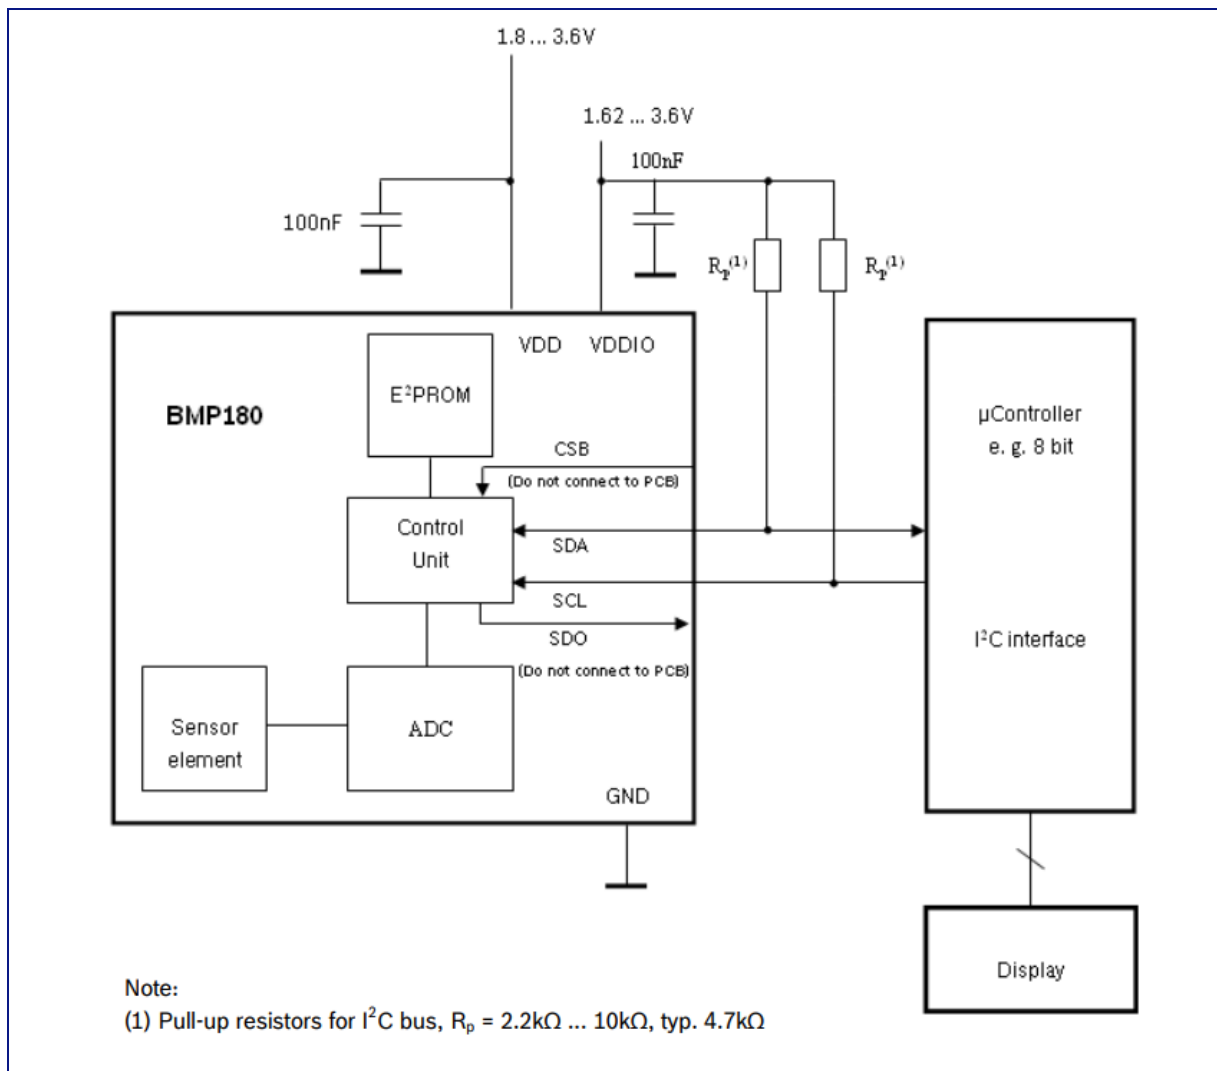 1.8 ... 3.6V
1.62 ... 3.6V
100nF
100nF
Rₚ⁽¹⁾
Rₚ⁽¹⁾
VDD
VDDIO
E²PROM
BMP180
µController
e. g. 8 bit
CSB
(Do not connect to PCB)
Control
Unit
SDA
SCL
SDO
(Do not connect to PCB)
I²C interface
Sensor
element
ADC
GND
Display
Note:
(1) Pull-up resistors for I²C bus, Rₚ = 2.2kΩ ... 10kΩ, typ. 4.7kΩ